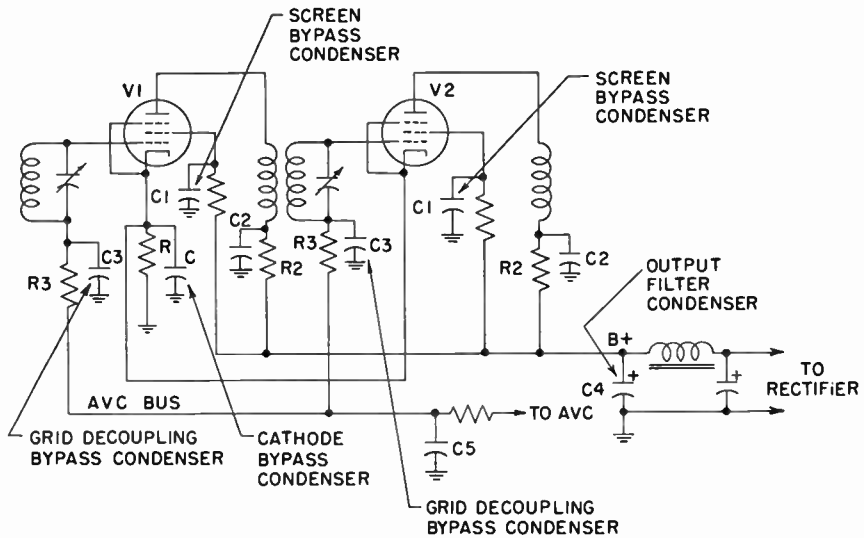 SCREEN
BYPASS
CONDENSER
SCREEN
BYPASS
CONDENSER
V1
V2
C1
C1
C2
C3
R
C
R3
R2
R3
C3
R2
C2
OUTPUT
FILTER
CONDENSER
B+
+
C4
+
TO
RECTIFIER
AVC BUS
TO AVC
C5
GRID DECOUPLING
BYPASS CONDENSER
CATHODE
BYPASS
CONDENSER
GRID DECOUPLING
BYPASS CONDENSER